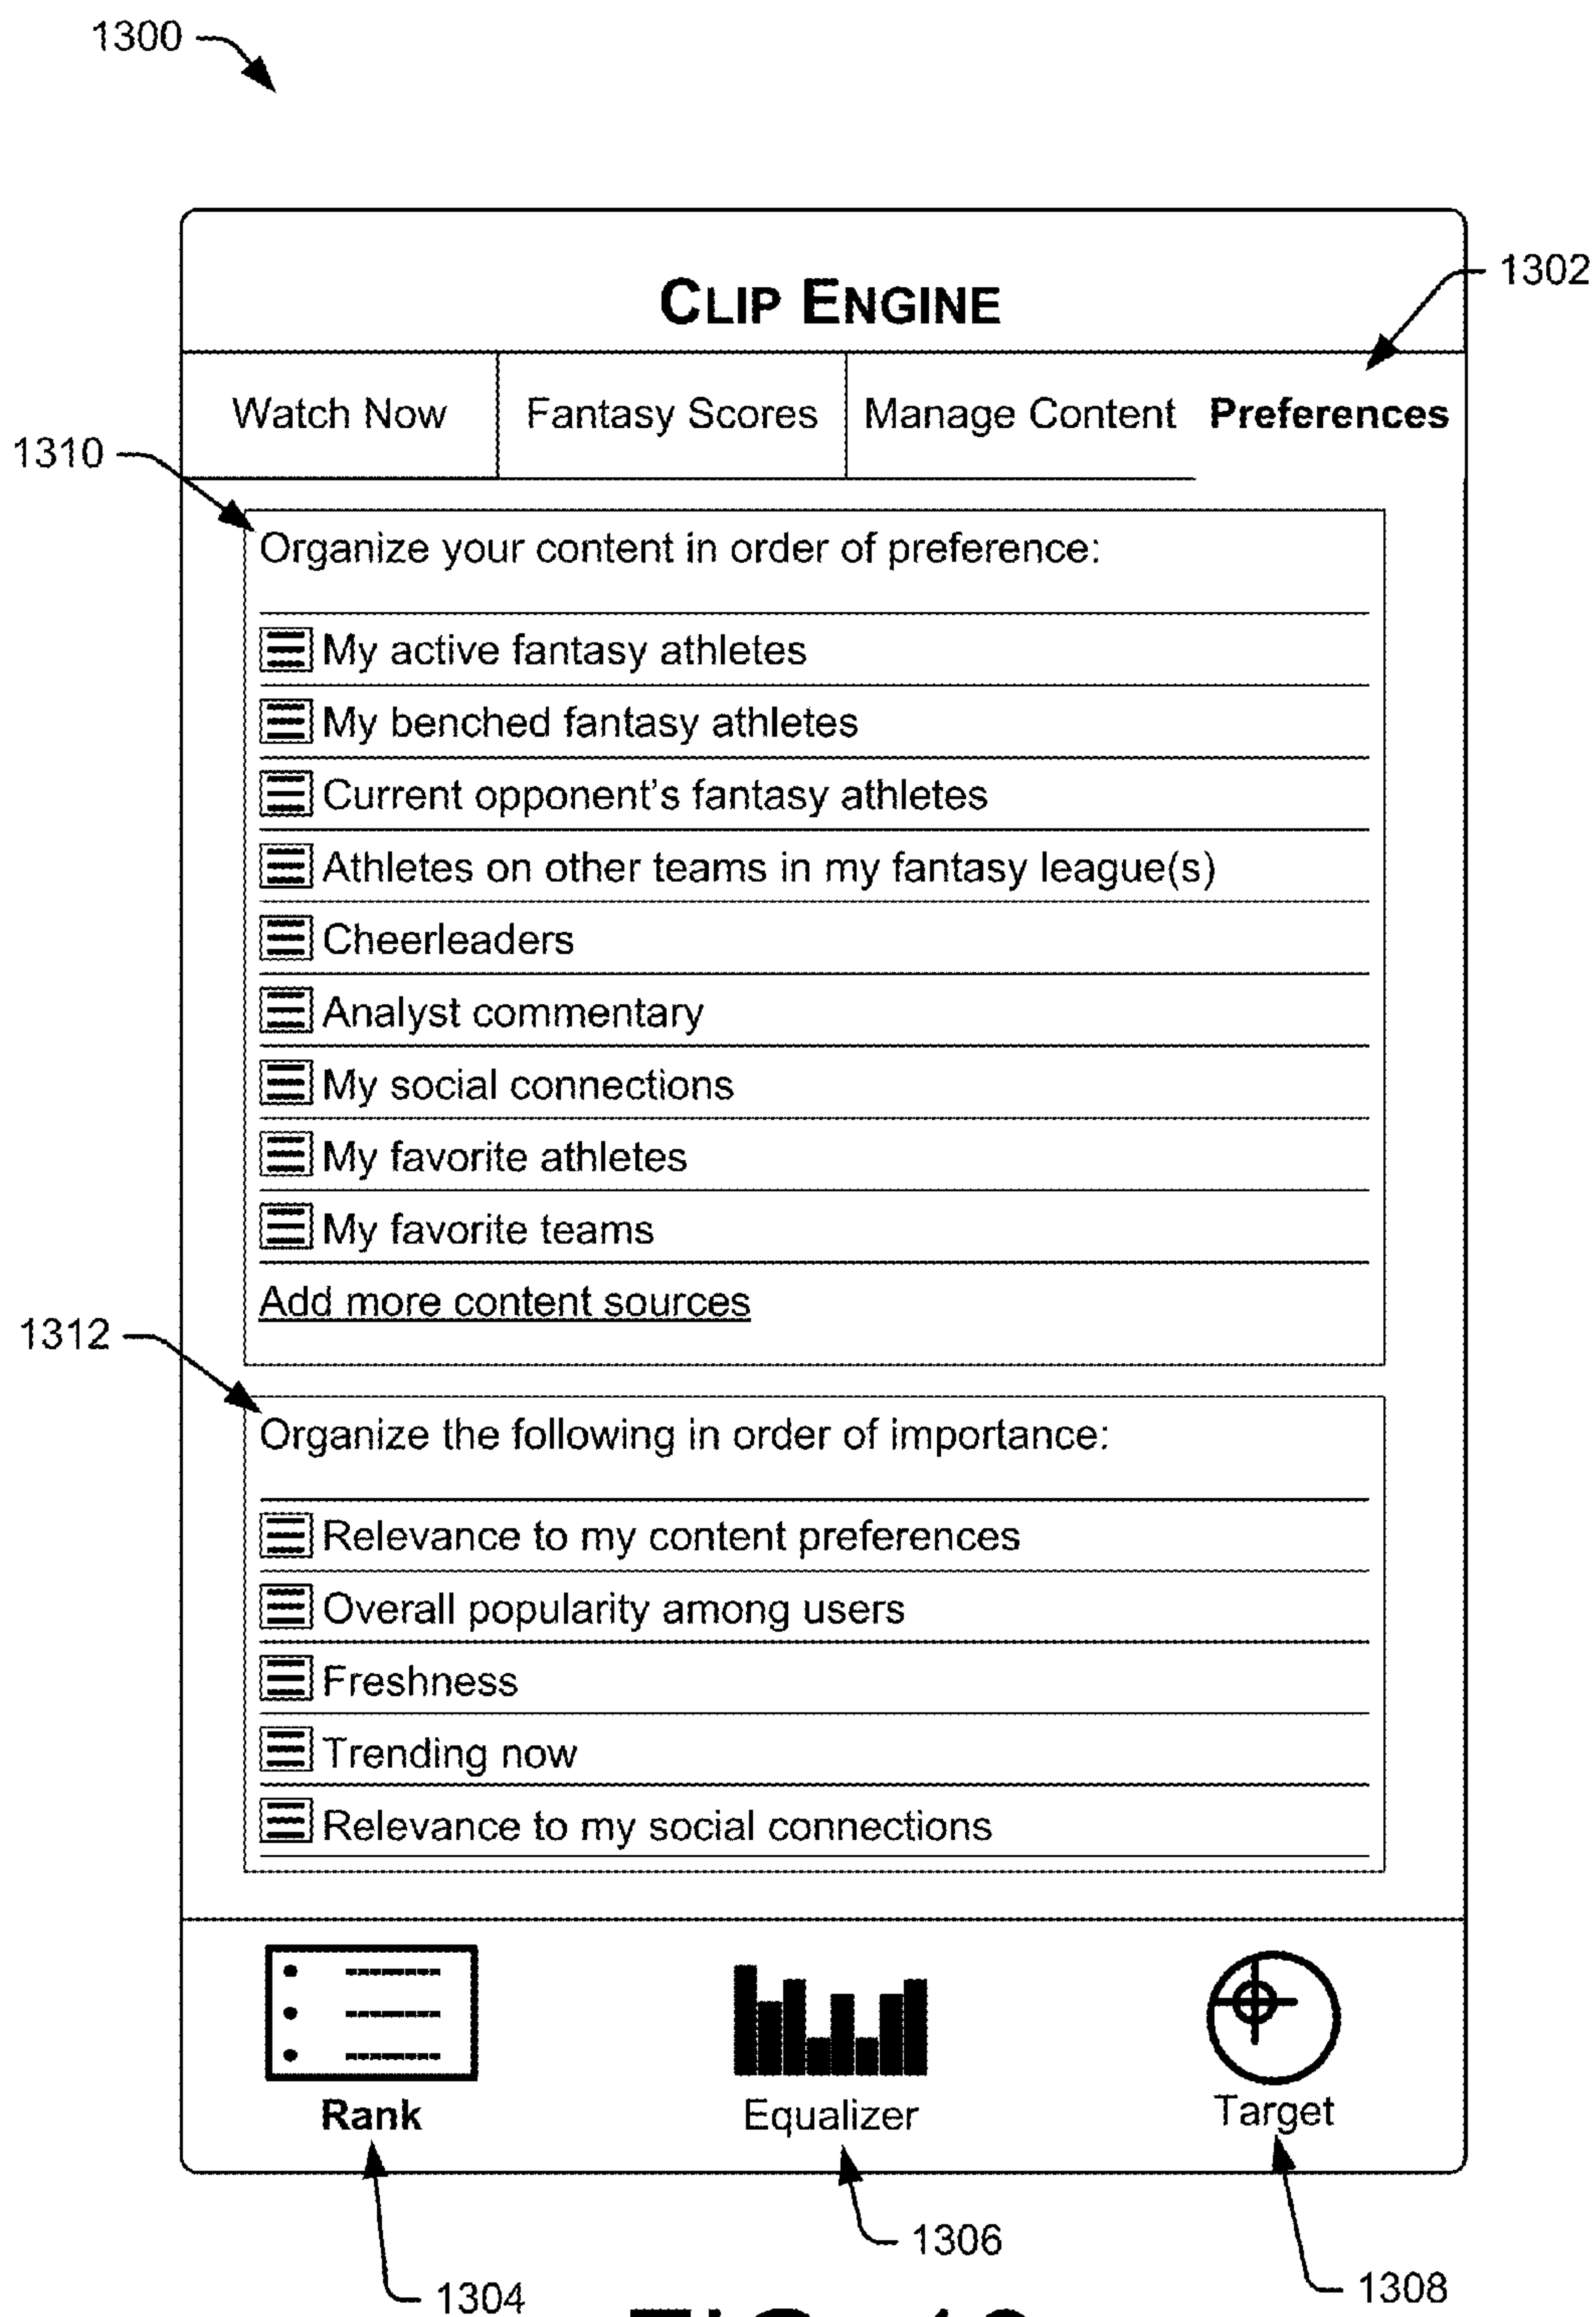 1300
CLIP ENGINE
1302
Watch Now Fantasy Scores Manage Content Preferences
1310
Organize your content in order of preference:
My active fantasy athletes
My benched fantasy athletes
Current opponent's fantasy athletes
Athletes on other teams in my fantasy league(s)
Cheerleaders
Analyst commentary
My social connections
My favorite athletes
My favorite teams
Add more content sources
1312
Organize the following in order of importance:
Relevance to my content preferences
Overall popularity among users
Freshness
Trending now
Relevance to my social connections
Rank Equalizer Target
1306
1304
1308